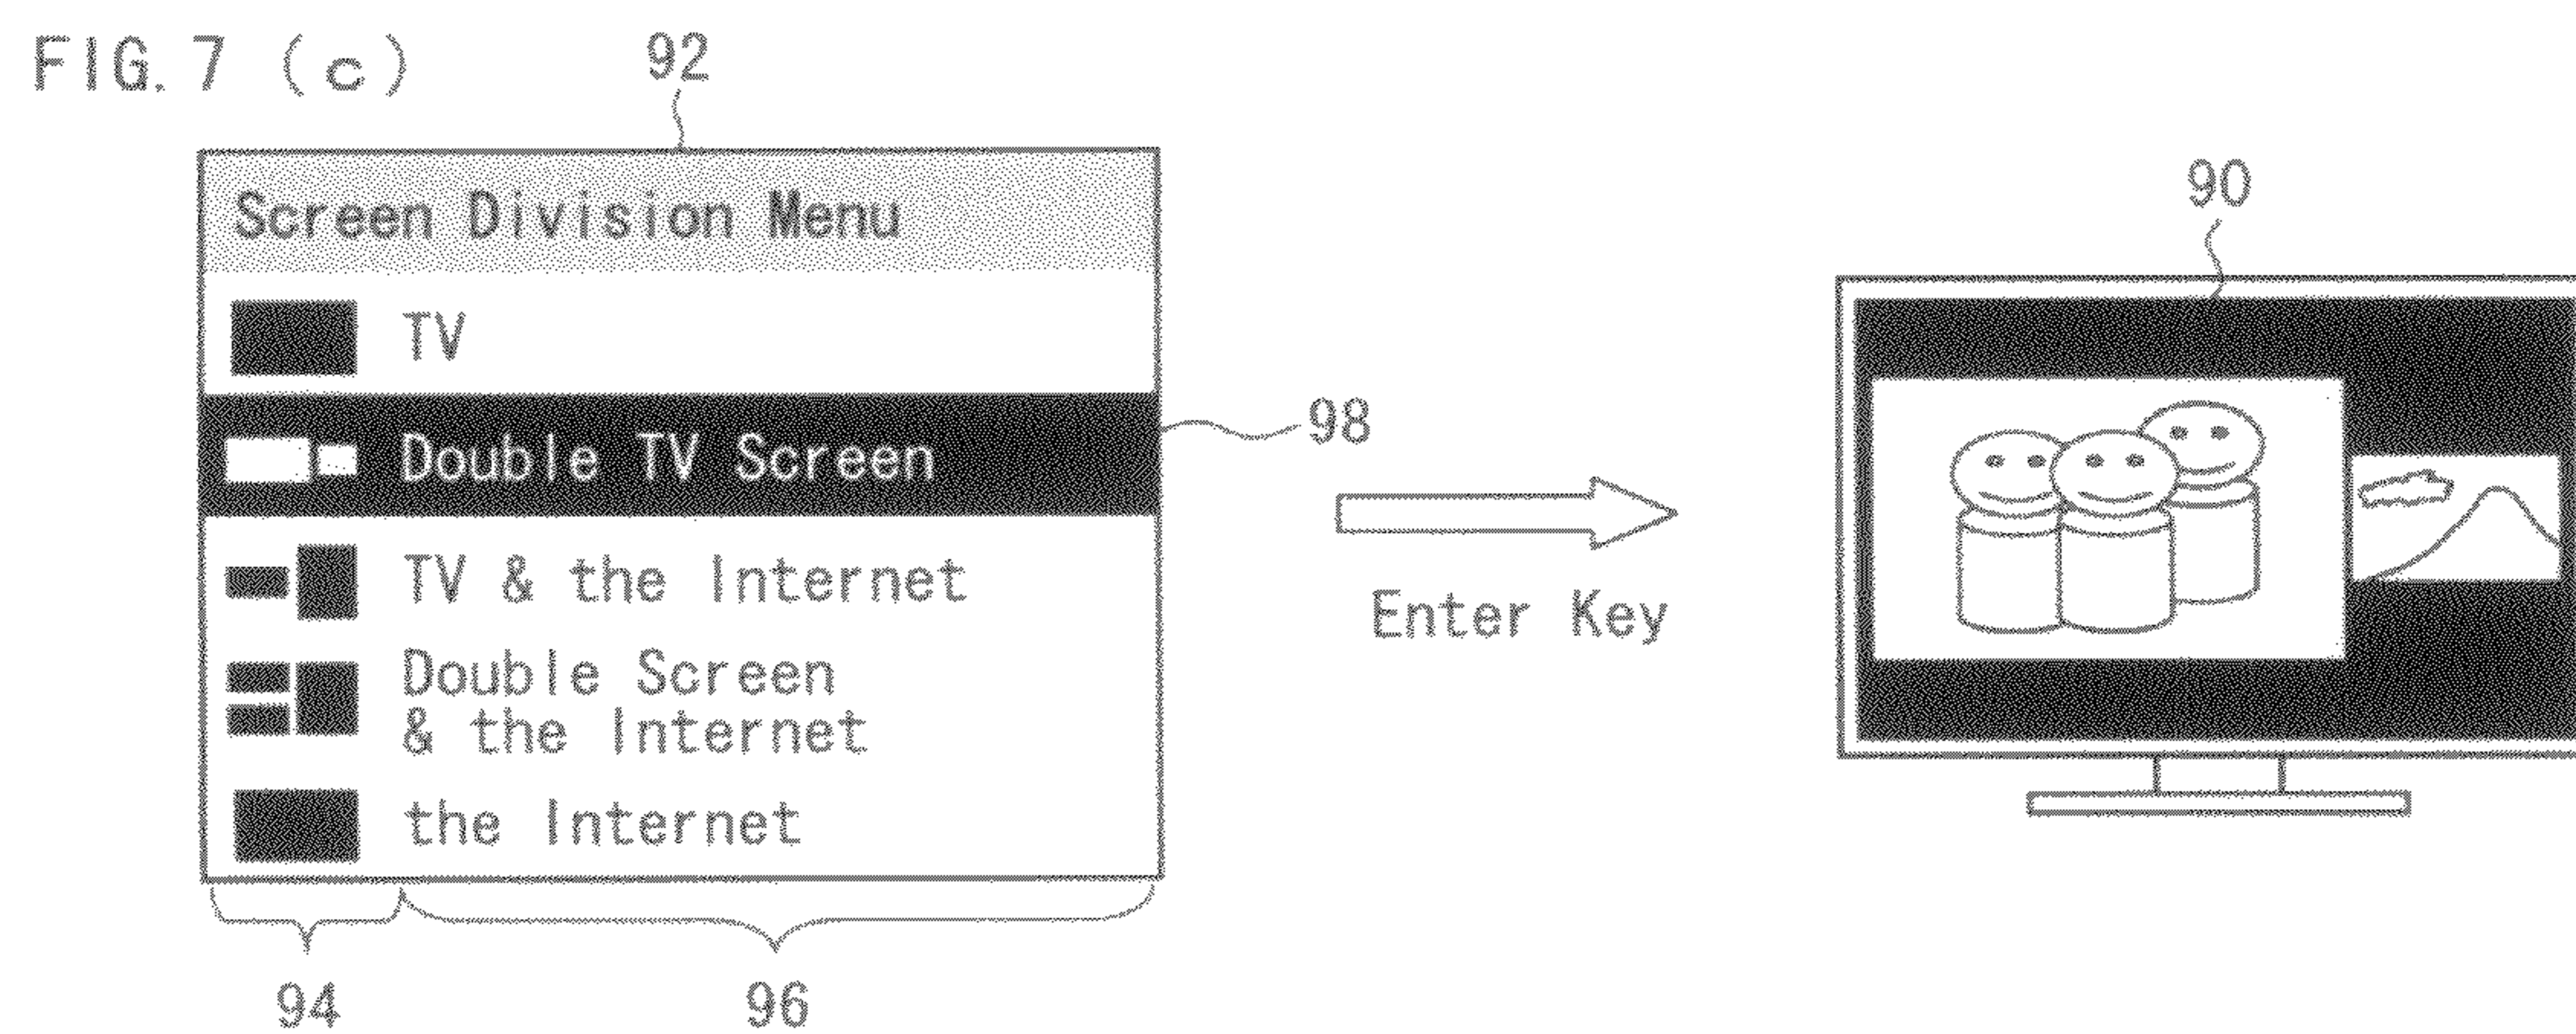 FIG. 7 (c)
92
Screen Division Menu
TV
Double TV Screen
TV & the Internet
Double Screen
& the Internet
the Internet
94
96
98
Enter Key
90